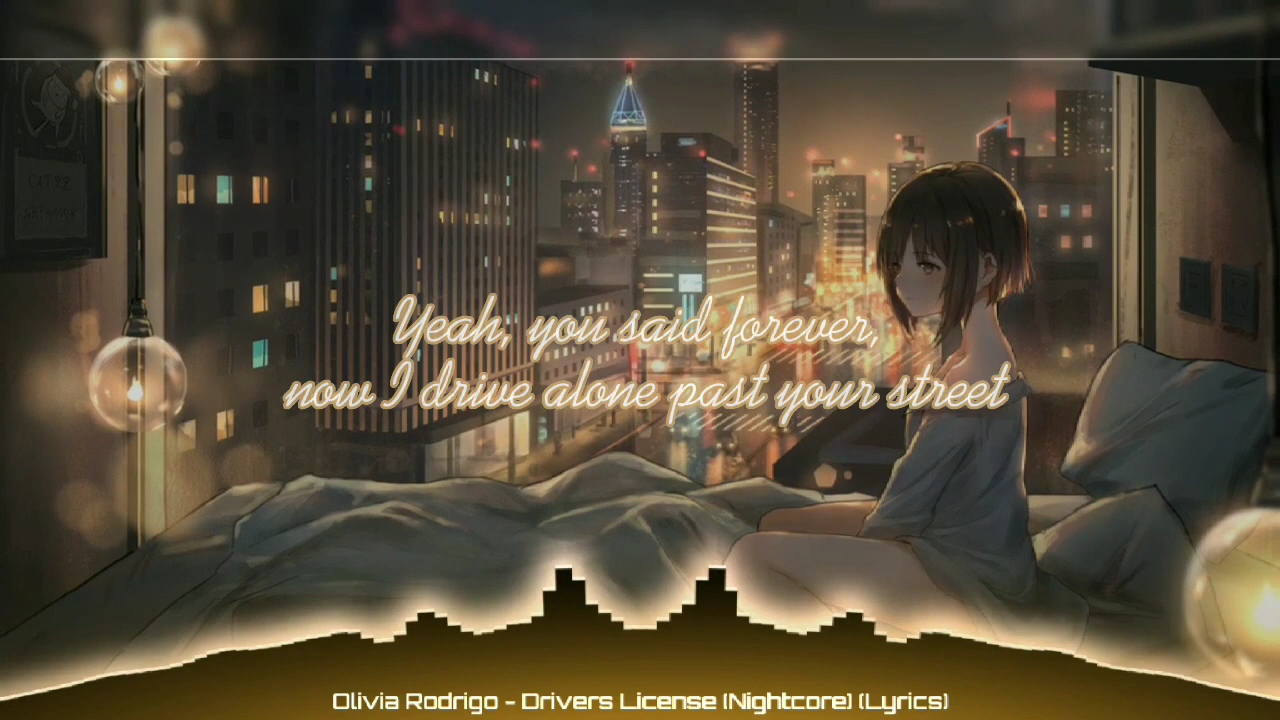 Yeah, you said forever,
now I drive alone past your street
Olivia Rodrigo - Drivers License (Nightcore) (Lyrics)